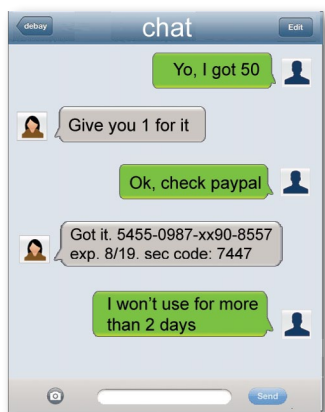 debay
chat
Edit
Yo, I got 50
Give you 1 for it
Ok, check paypal
Got it. 5455-0987-xx90-8557
exp. 8/19. sec code: 7447
I won't use for more
than 2 days
Send